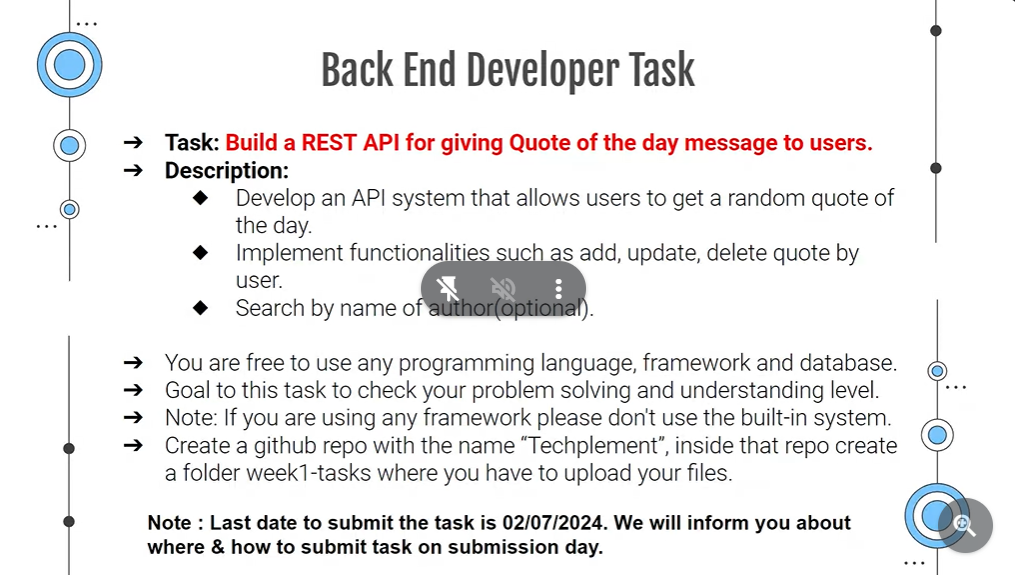 Back End Developer Task
➔ Task: Build a REST API for giving Quote of the day message to users.
➔ Description:
◆ Develop an API system that allows users to get a random quote of
the day.
◆ Implement functionalities such as add, update, delete quote by
user.
◆ Search by name of author(optional).
➔ You are free to use any programming language, framework and database.
➔ Goal to this task to check your problem solving and understanding level.
➔ Note: If you are using any framework please don't use the built-in system.
➔ Create a github repo with the name “Techplement”, inside that repo create
a folder week1-tasks where you have to upload your files.
Note : Last date to submit the task is 02/07/2024. We will inform you about
where & how to submit task on submission day.